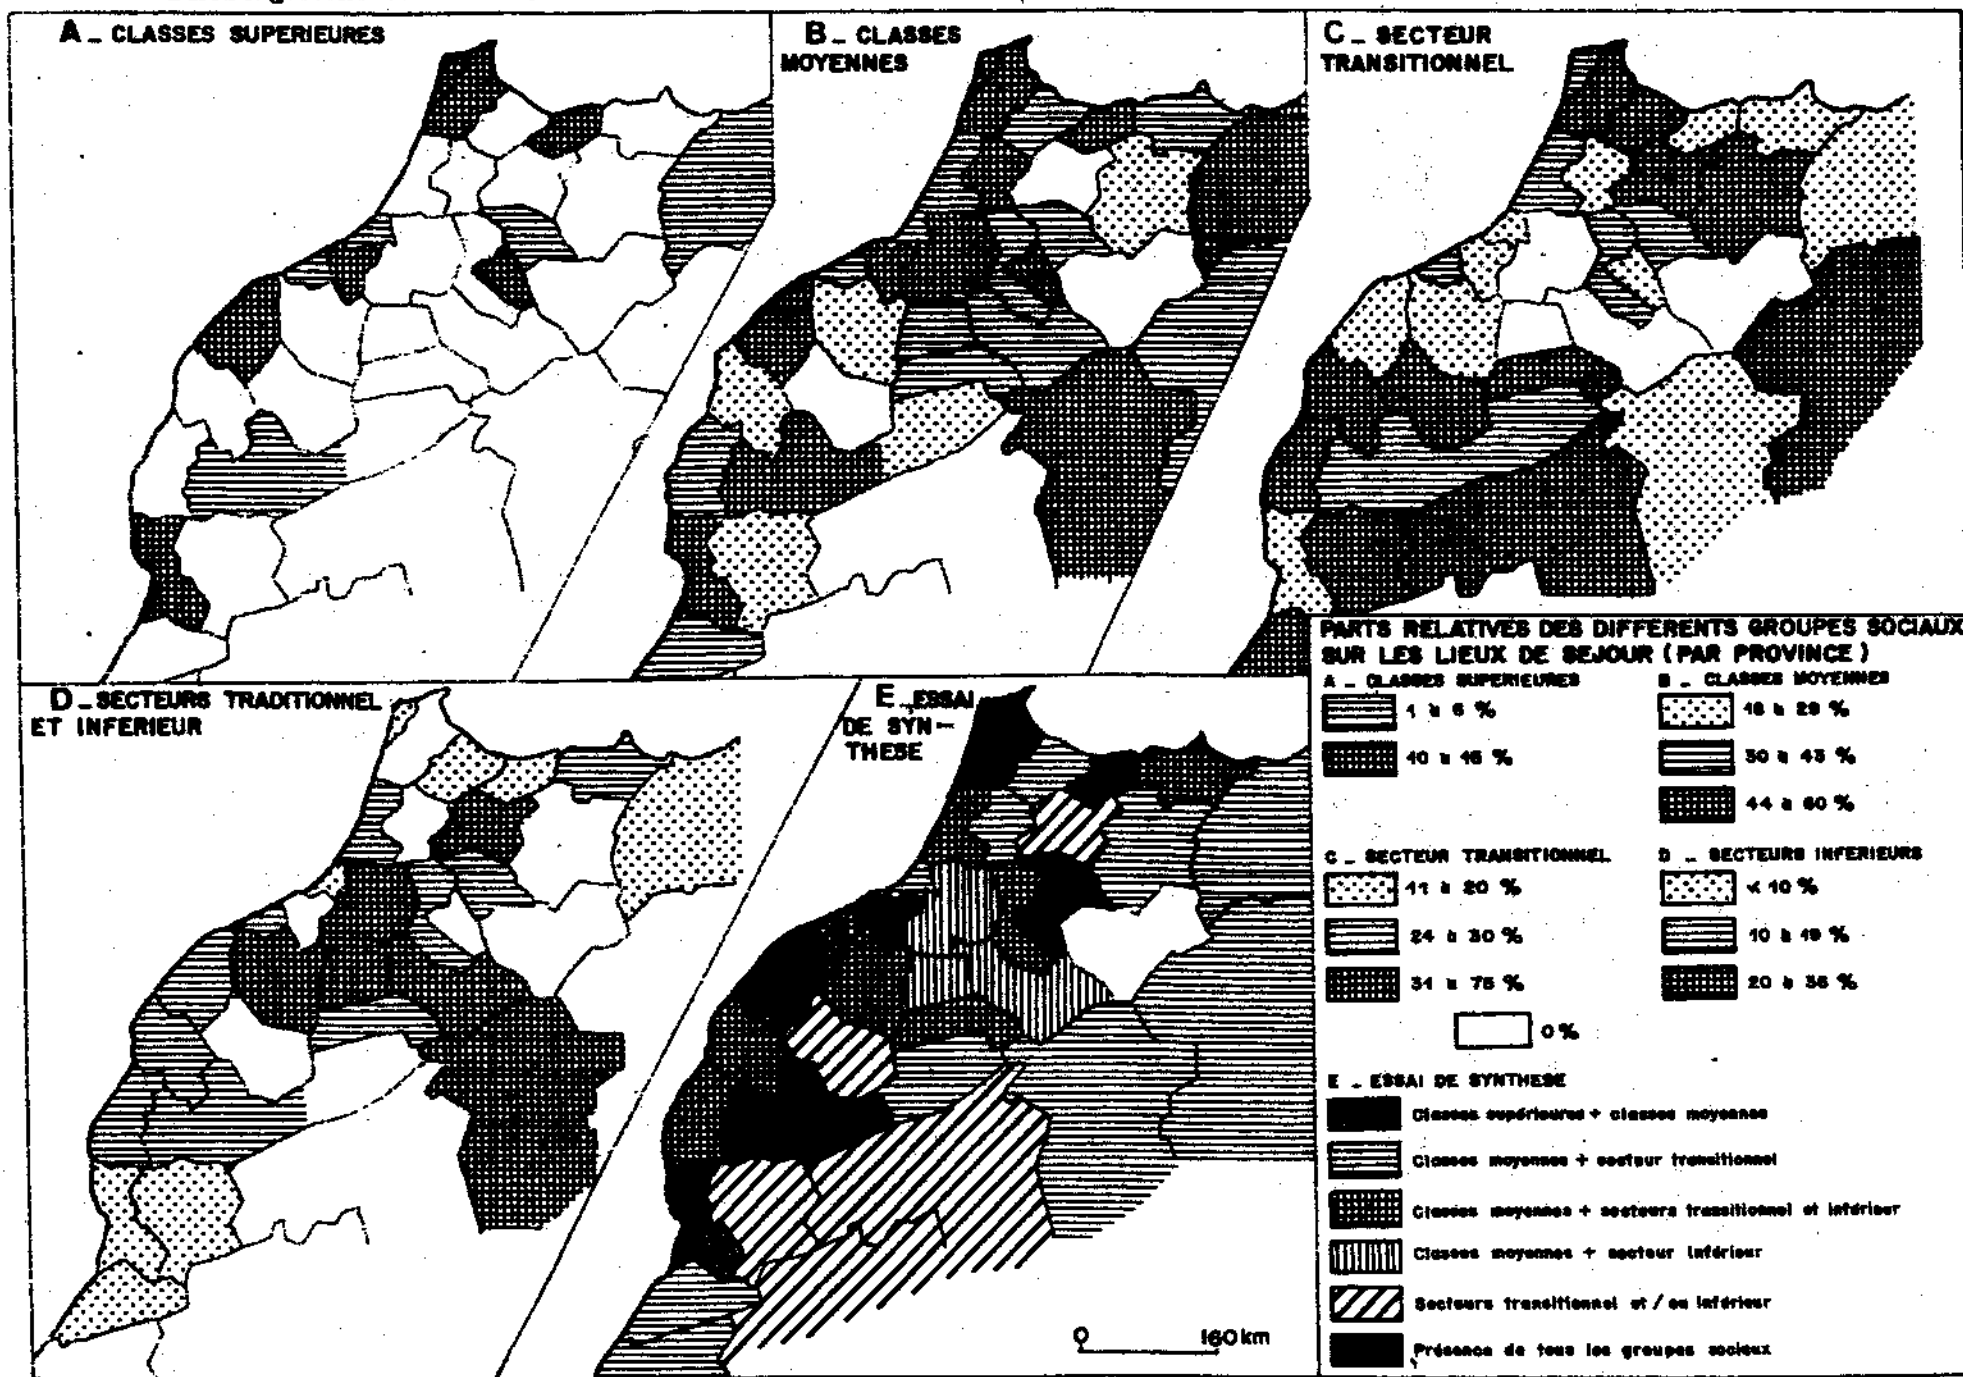 A _ CLASSES SUPERIEURES
B _ CLASSES
MOYENNES
C _ SECTEUR
TRANSITIONNEL
D _ SECTEURS TRADITIONNEL
ET INFERIEUR
E _ ESSAI
DE SYN-
THESE
0 160 km
PARTS RELATIVES DES DIFFERENTS GROUPES SOCIAUX
SUR LES LIEUX DE SEJOUR ( PAR PROVINCE )
A _ CLASSES SUPERIEURES
1 à 6 %
10 à 16 %
B _ CLASSES MOYENNES
18 à 29 %
30 à 43 %
44 à 60 %
C _ SECTEUR TRANSITIONNEL
11 à 20 %
24 à 30 %
31 à 75 %
D _ SECTEURS INFERIEURS
< 10 %
10 à 19 %
20 à 36 %
0 %
E _ ESSAI DE SYNTHESE
Classes supérieures + classes moyennes
Classes moyennes + secteur transitionnel
Classes moyennes + secteurs transitionnel et inférieur
Classes moyennes + secteur inférieur
Secteurs transitionnel et / ou inférieur
Présence de tous les groupes sociaux